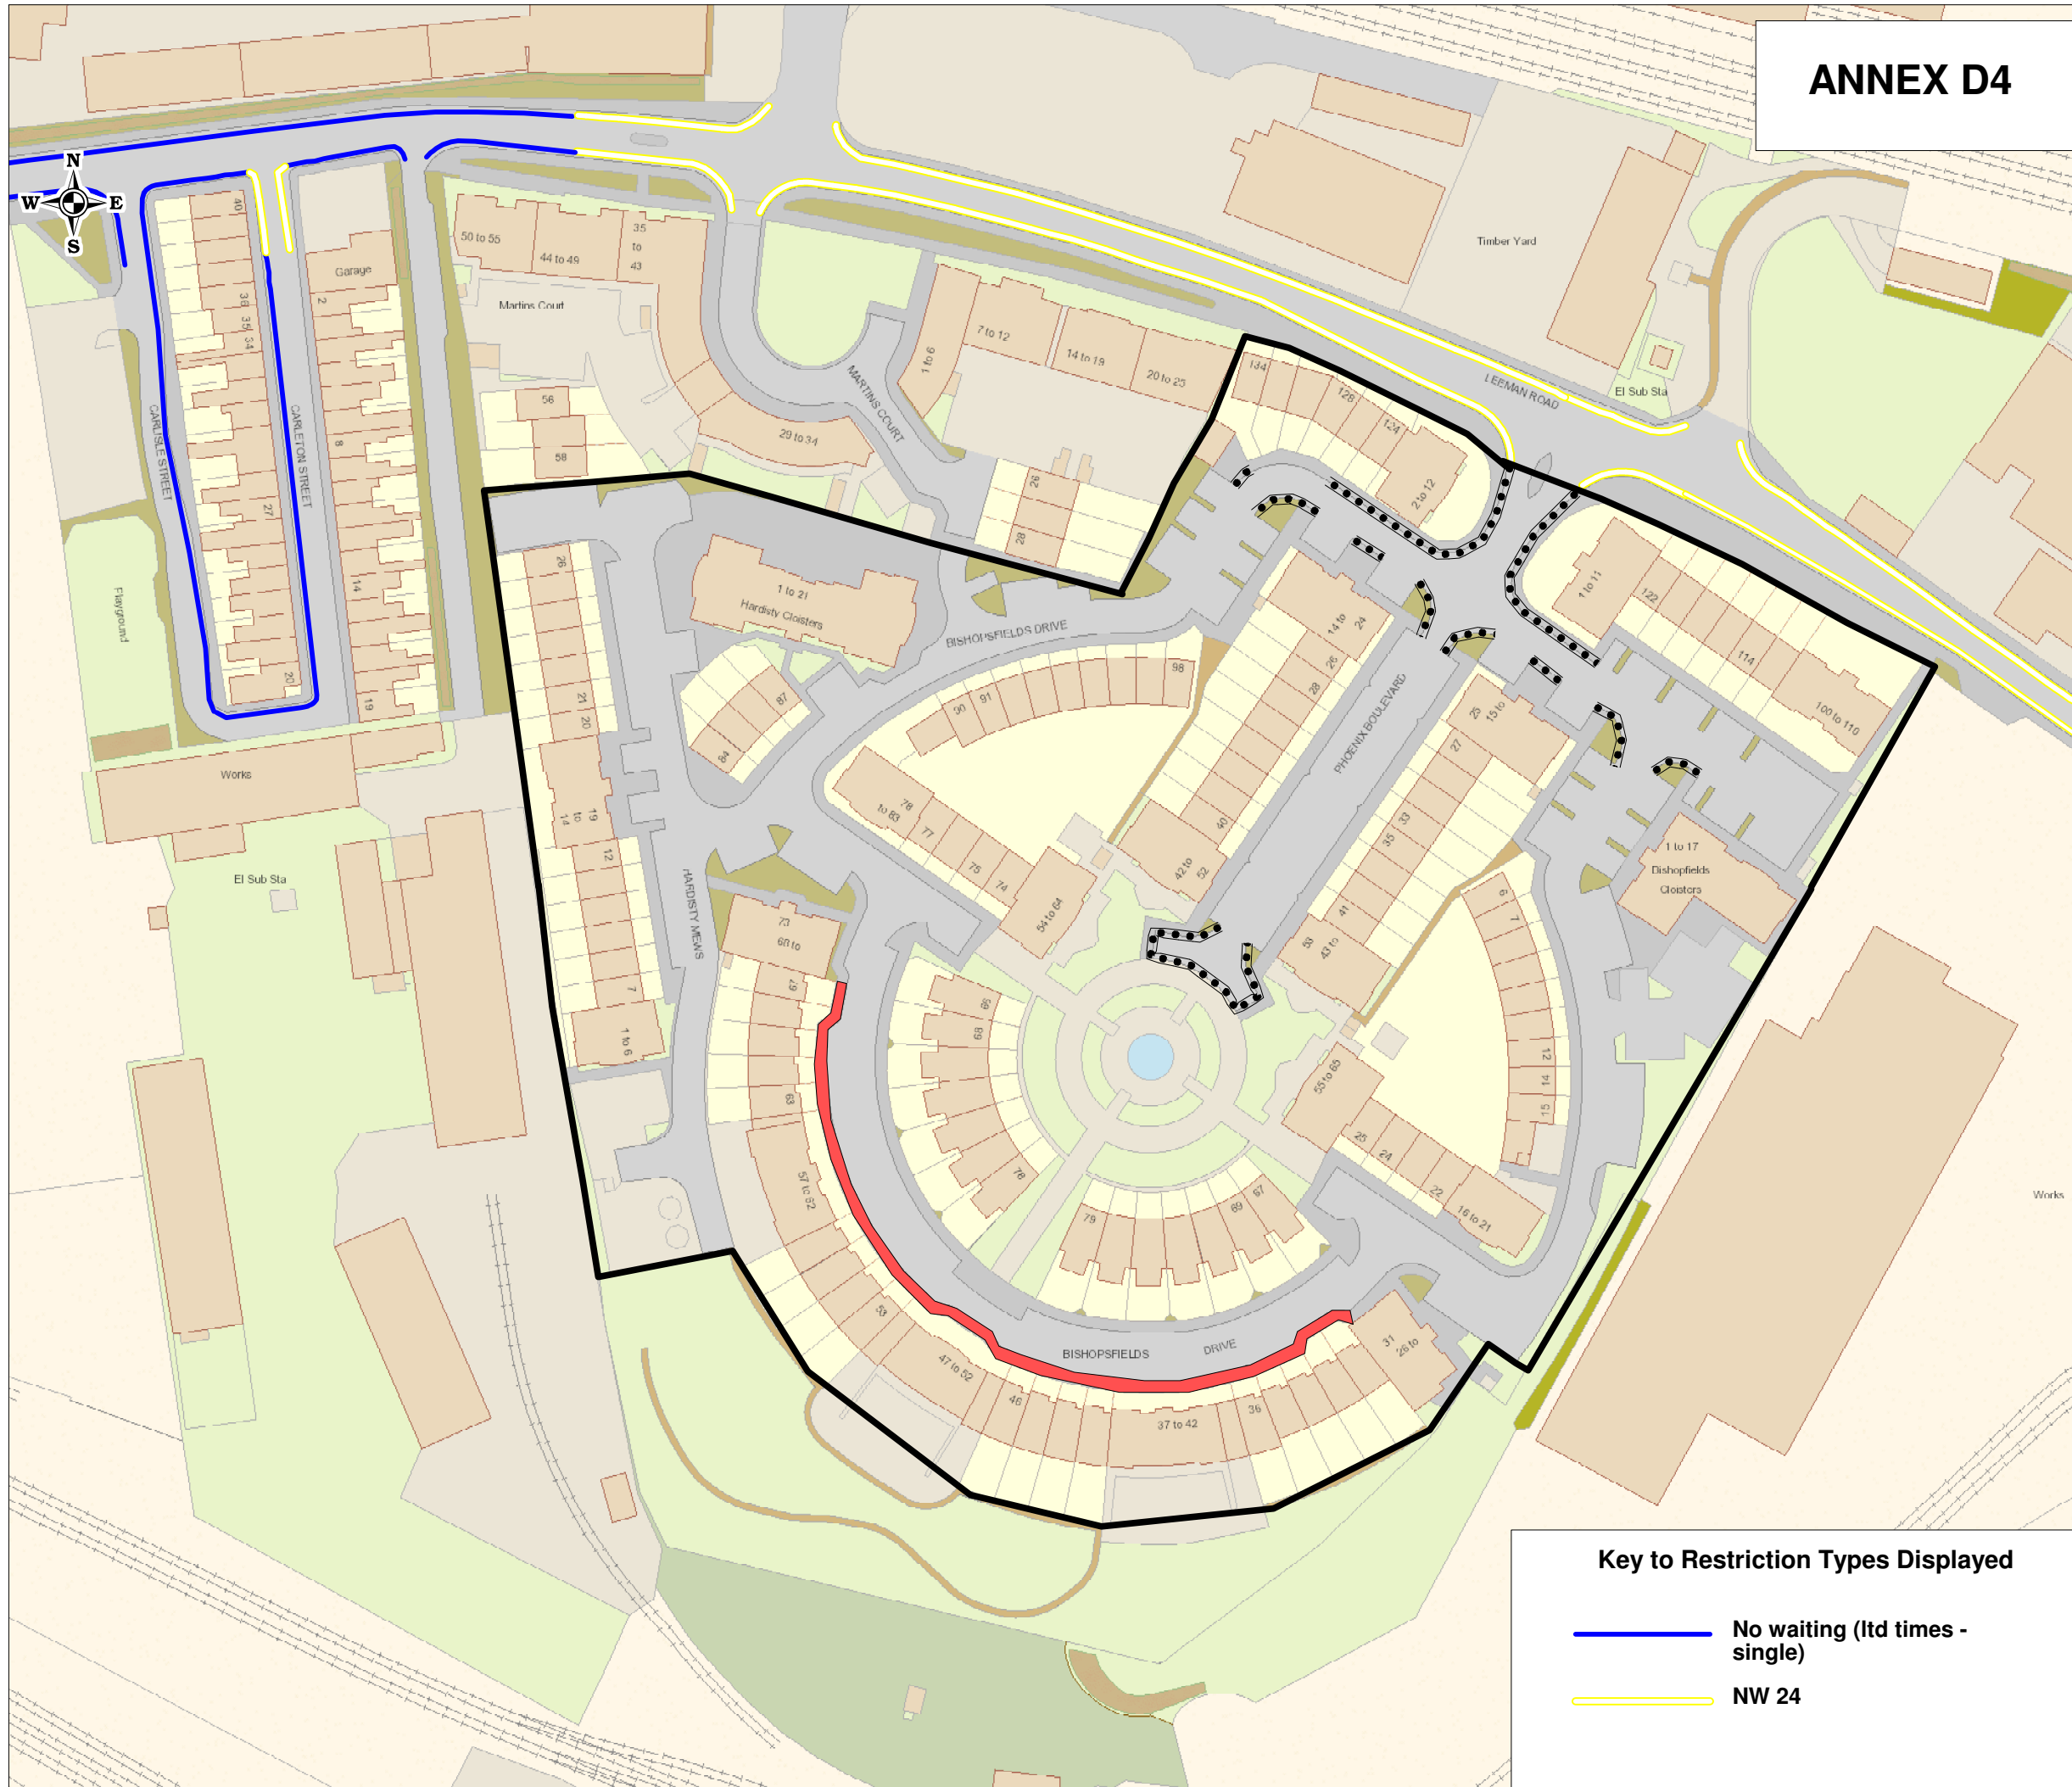 ANNEX D4
N
W
E
S
40
38
35
34
27
20
CARLISLE STREET
CARLETON STREET
Garage
2
8
14
19
Playground
Works
El Sub Sta
50 to 55
44 to 49
35
to
43
Martins Court
56
58
29 to 34
MARTINS COURT
1 to 6
7 to 12
14 to 19
20 to 25
26
28
Timber Yard
El Sub Sta
LEEMAN ROAD
134
128
124
2 to 12
1 to 11
122
114
100 to 110
26
21
20
19
to
14
12
7
1 to 6
1 to 21
Hardisty Cloisters
BISHOPSFIELDS DRIVE
87
84
90
91
98
78
to 83
77
75
74
54 to 64
14 to
24
26
28
40
42 to
52
PHOENIX BOULEVARD
25
15 to
27
33
35
41
53
43 to
1 to 17
Bishopfields
Cloisters
6
7
12
14
15
HARDISTY MEWS
73
68 to
67
63
57 to 62
53
47 to 52
46
37 to 42
36
31
26 to
59
68
78
79
69
67
55 to 65
25
24
22
16 to 21
BISHOPSFIELDS DRIVE
Works
Key to Restriction Types Displayed
No waiting (ltd times -
single)
NW 24